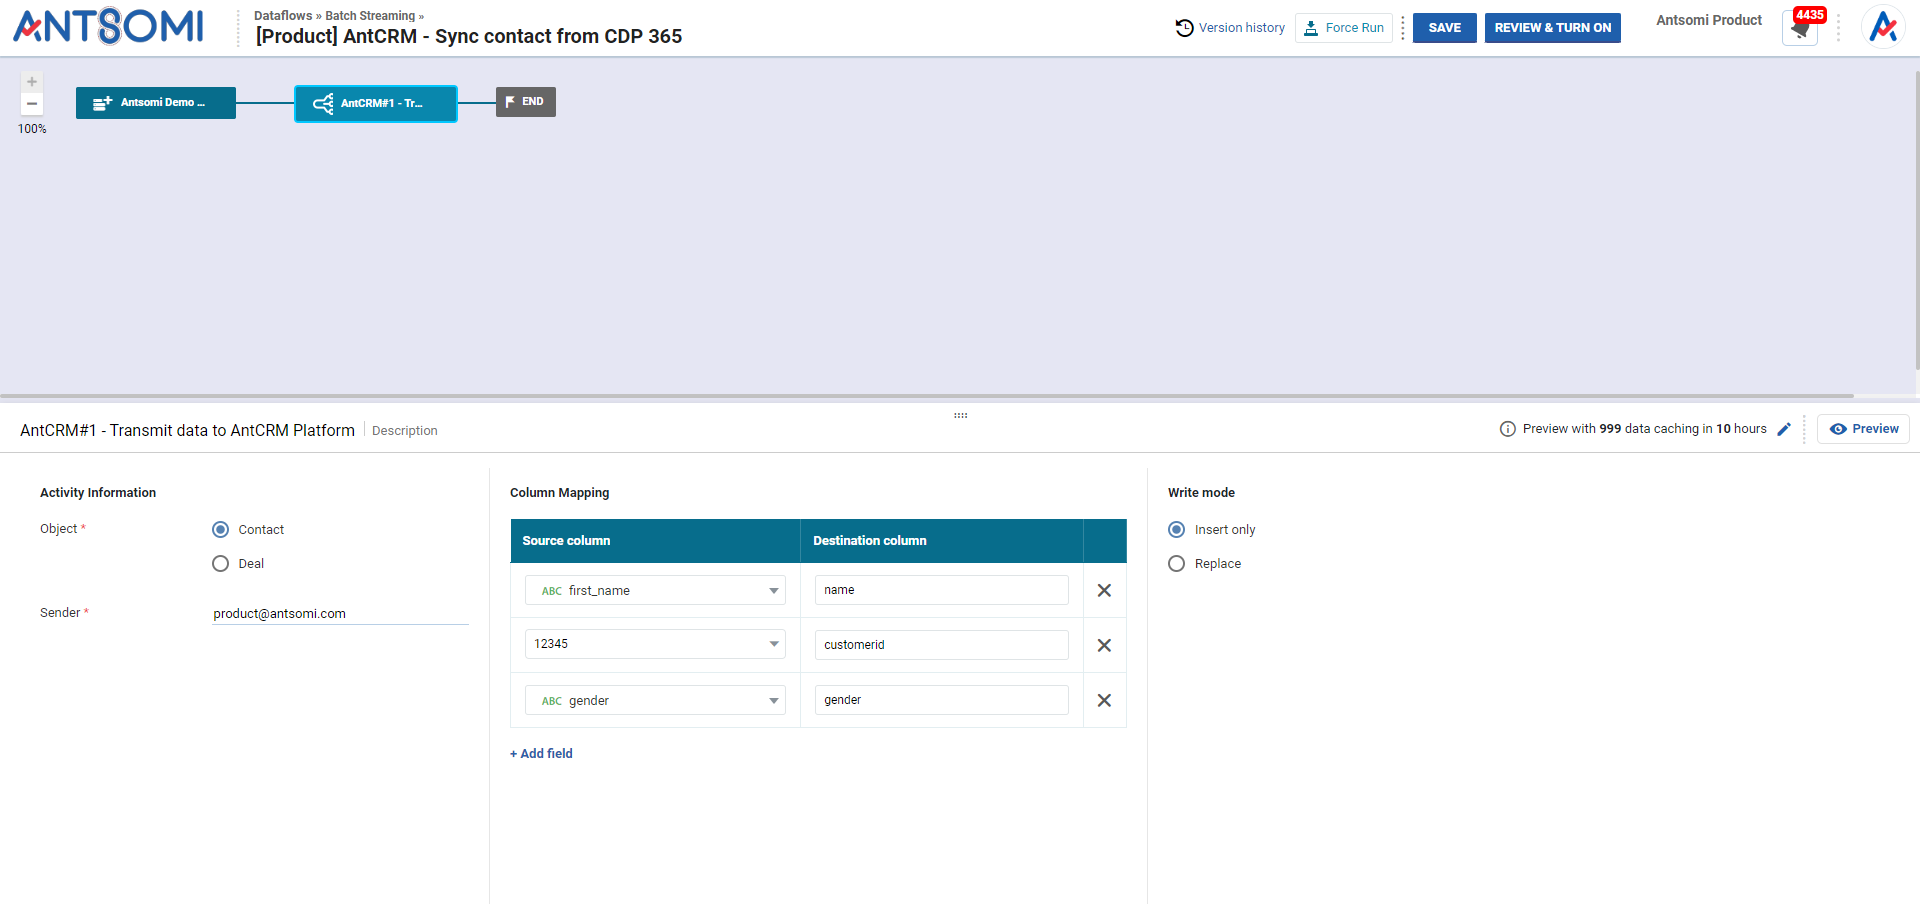 ANTSOMI
Dataflows » Batch Streaming »
[Product] AntCRM - Sync contact from CDP 365
Version history
Force Run
SAVE
REVIEW & TURN ON
Antsomi Product
4435
100%
Antsomi Demo ...
AntCRM#1 - Tr...
END
AntCRM#1 - Transmit data to AntCRM Platform
Description
Preview with 999 data caching in 10 hours
Preview
Activity Information
Object *
Contact
Deal
Sender *
product@antsomi.com
Column Mapping
Source column
Destination column
ABC first_name
name
12345
customerid
ABC gender
gender
+ Add field
Write mode
Insert only
Replace